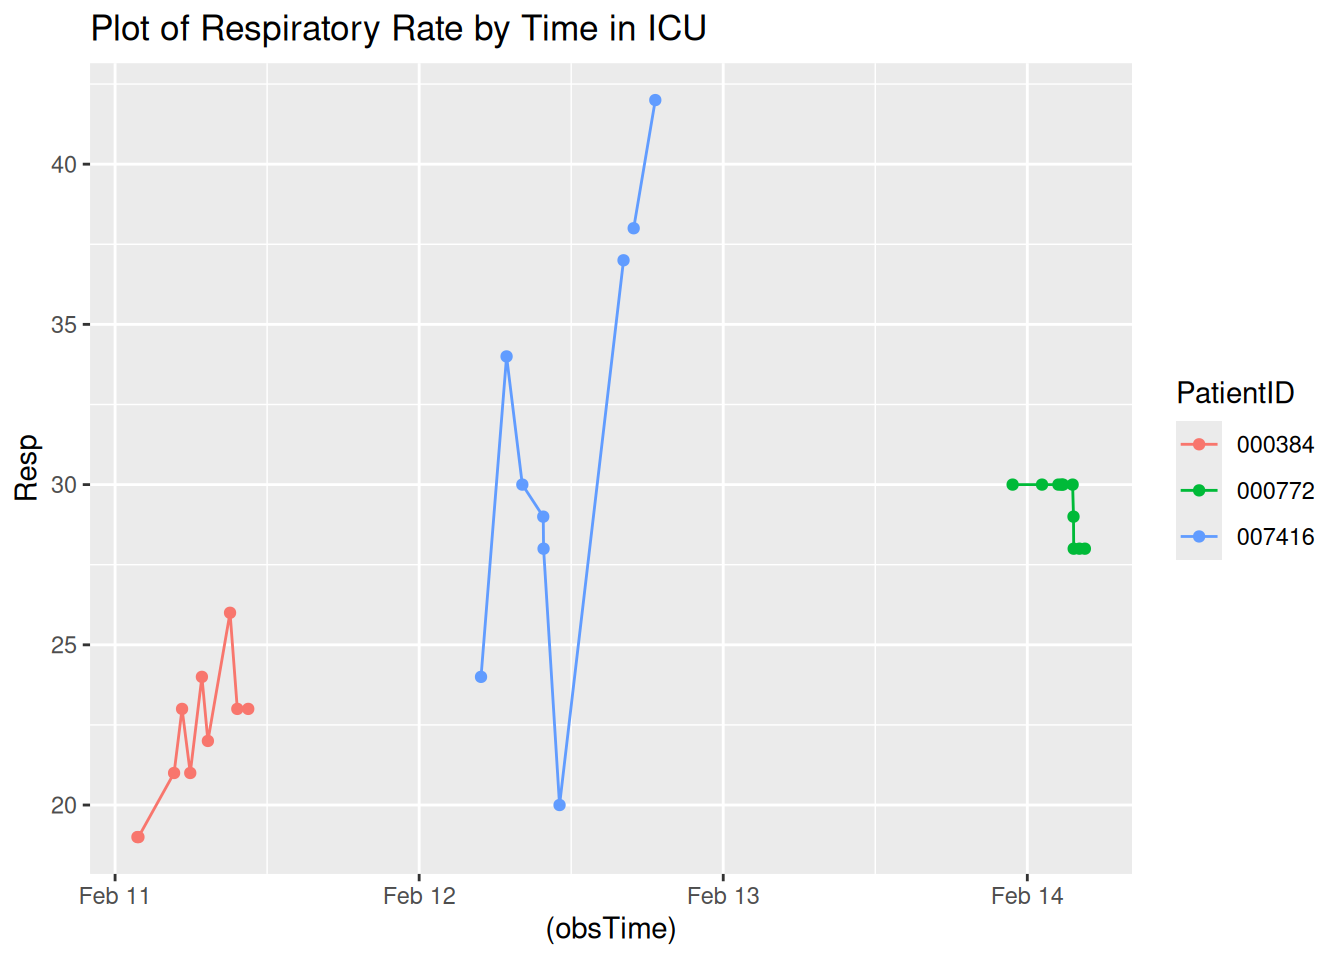 Plot of Respiratory Rate by Time in ICU
Resp
40
35
30
25
20
Feb 11 Feb 12 Feb 13 Feb 14
(obsTime)
PatientID
000384
000772
007416